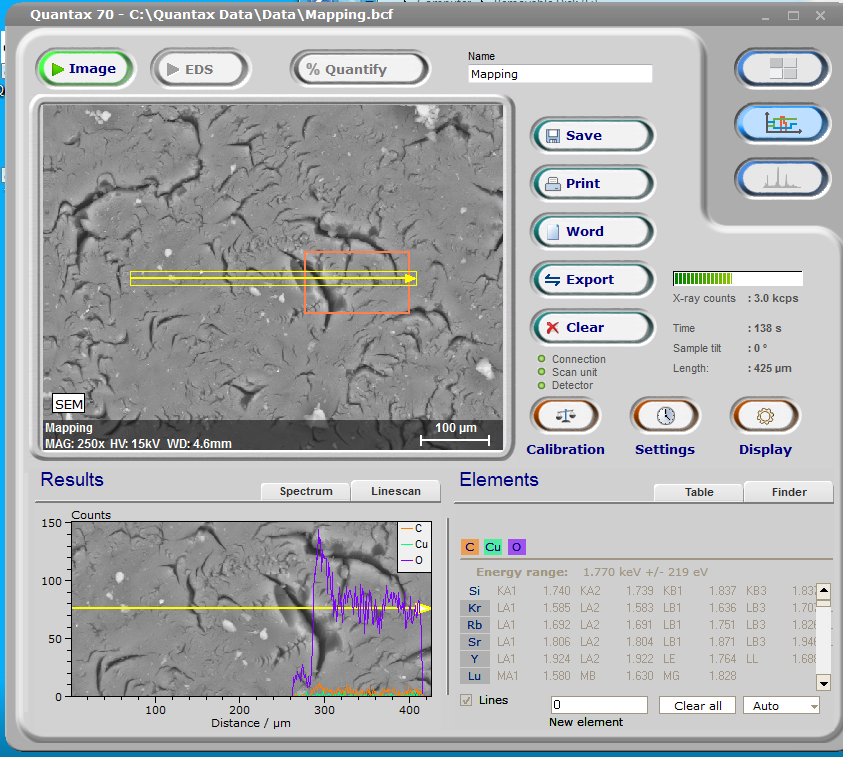 Quantax 70 - C:\Quantax Data\Data\Mapping.bcf
Image
EDS
% Quantify
Name
Mapping
Save
Print
Word
Export
Clear
X-ray counts : 3.0 kcps
Time : 138 s
Sample tilt : 0 °
Length: : 425 µm
Connection
Scan unit
Detector
SEM
Mapping
MAG: 250x HV: 15kV WD: 4.6mm
100 µm
Calibration
Settings
Display
Results
Spectrum
Linescan
Counts
150
100
50
0
C
Cu
O
100 200 300 400
Distance / µm
Elements
Table
Finder
C Cu O
Energy range: 1.770 keV +/- 219 eV
Si KA1 1.740 KA2 1.739 KB1 1.837 KB3
Kr LA1 1.585 LA2 1.583 LB1 1.636 LB3
Rb LA1 1.692 LA2 1.691 LB1 1.751 LB3
Sr LA1 1.806 LA2 1.804 LB1 1.871 LB3
Y LA1 1.924 LA2 1.922 LE 1.764 LL
Lu MA1 1.580 MB 1.630 MG 1.828
Lines
0
Clear all
Auto
New element